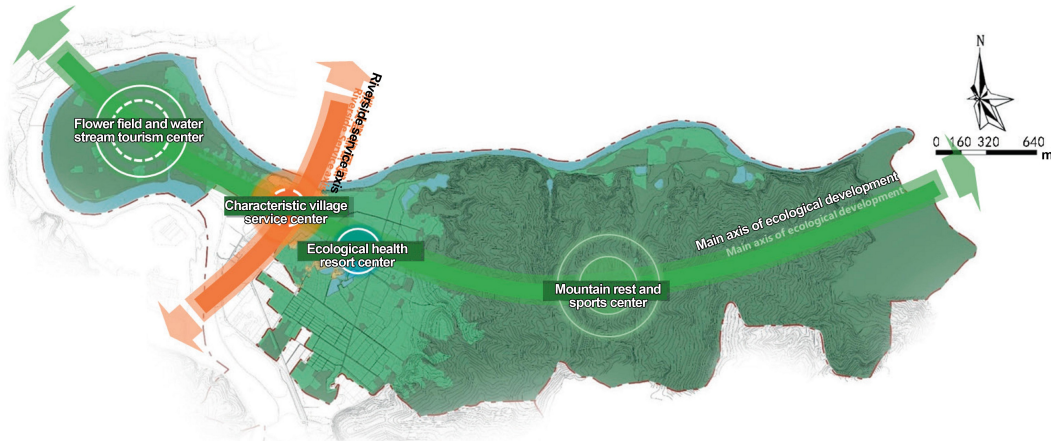 N
0 160 320 640
m
Riverside service axis
Flower field and water
stream tourism center
Characteristic village
service center
Ecological health
resort center
Mountain rest and
sports center
Main axis of ecological development
Main axis of ecological development